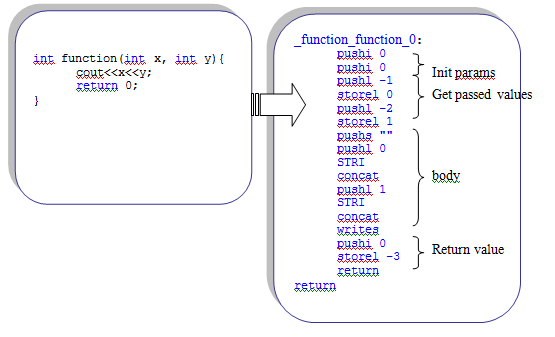 int function(int x, int y){
cout<<x<<y;
return 0;
}
_function_function_0:
pushi 0
pushi 0
pushl -1
storel 0
pushl -2
storel 1
pushs ""
pushl 0
STRI
concat
pushl 1
STRI
concat
writes
pushi 0
storel -3
return
return
Init params
Get passed values
body
Return value